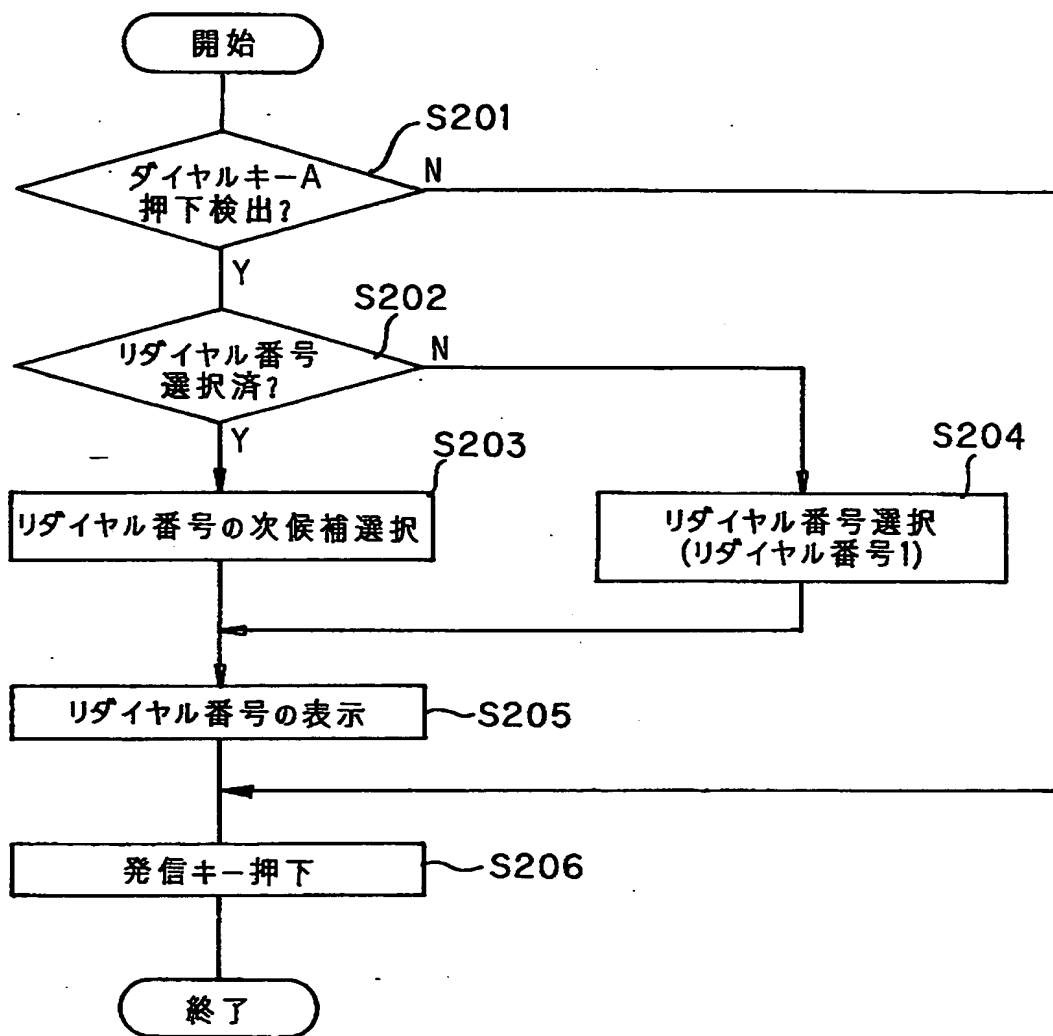 開始
S201
ダイヤルキーA
押下検出?
N
Y
S202
リダイヤル番号
選択済?
N
Y
S203
リダイヤル番号の次候補選択
S204
リダイヤル番号選択
(リダイヤル番号1)
リダイヤル番号の表示
S205
発信キー押下
S206
終了